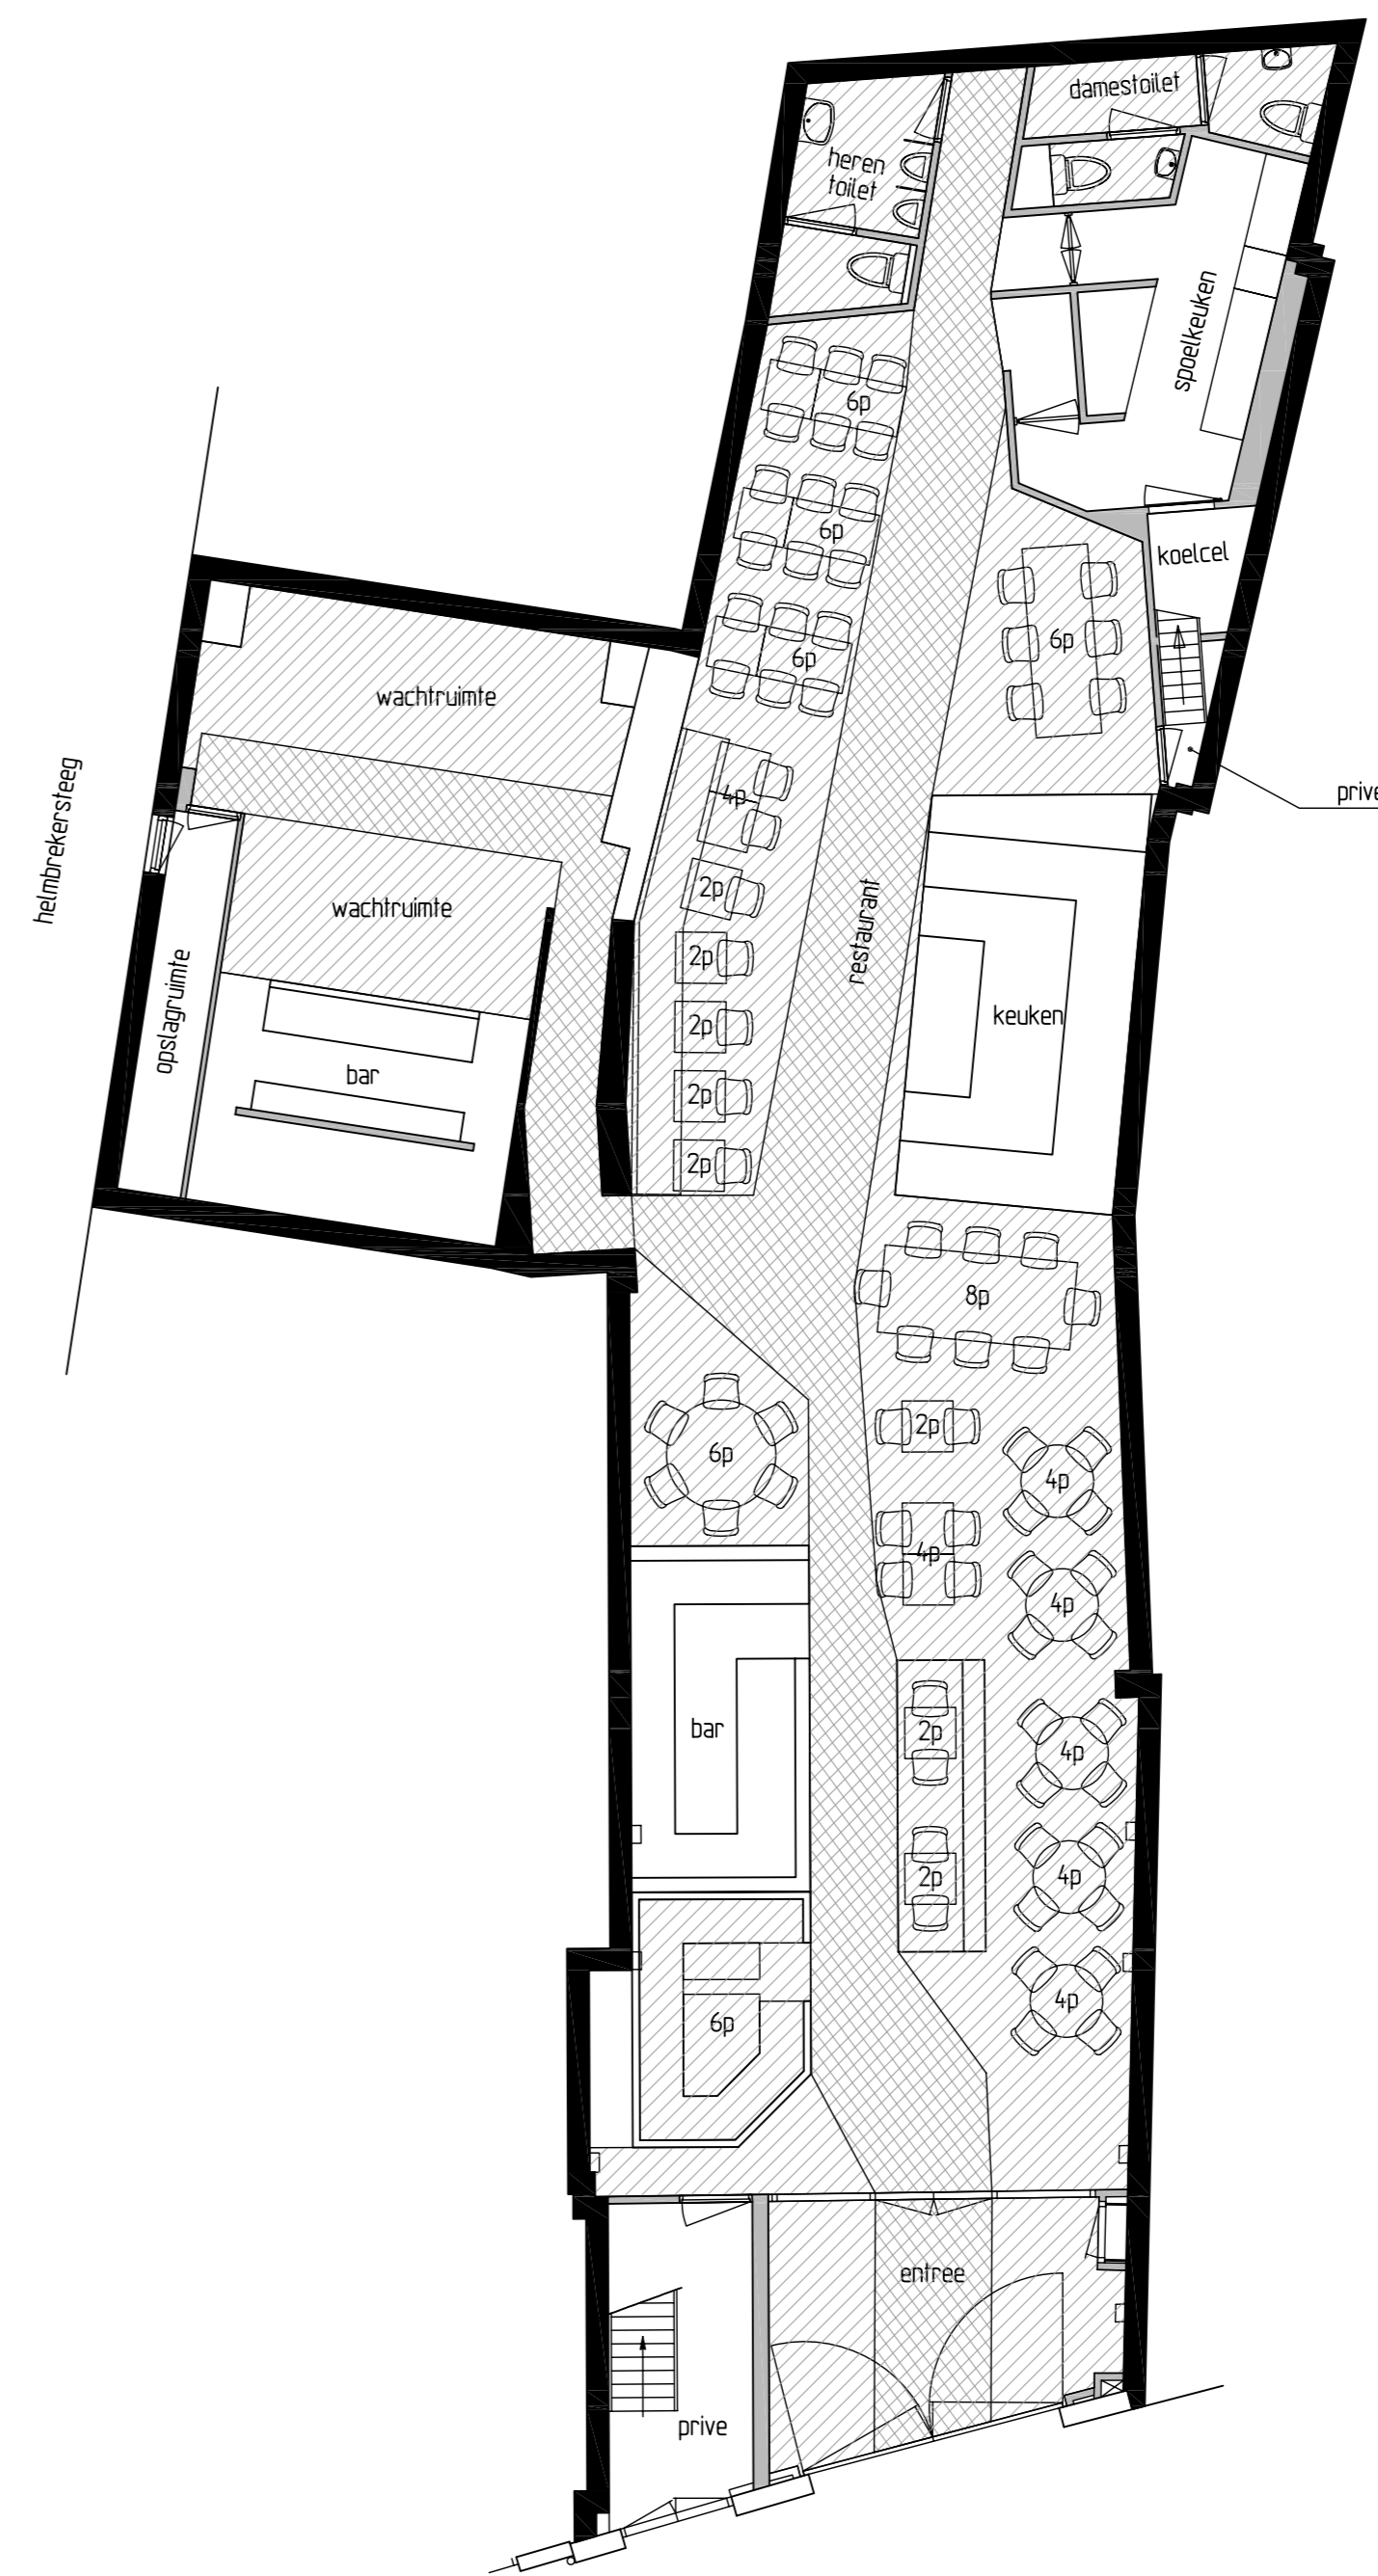 damestoilet
heren
toilet
spoelkeuken
6p
6p
koelcel
6p
6p
wachtruimte
prive
4p
helmbrekersteeg
2p
wachtruimte
restaurant
2p
opslagruimte
keuken
2p
bar
2p
2p
8p
2p
6p
4p
4p
4p
bar
2p
4p
2p
4p
4p
6p
entree
prive